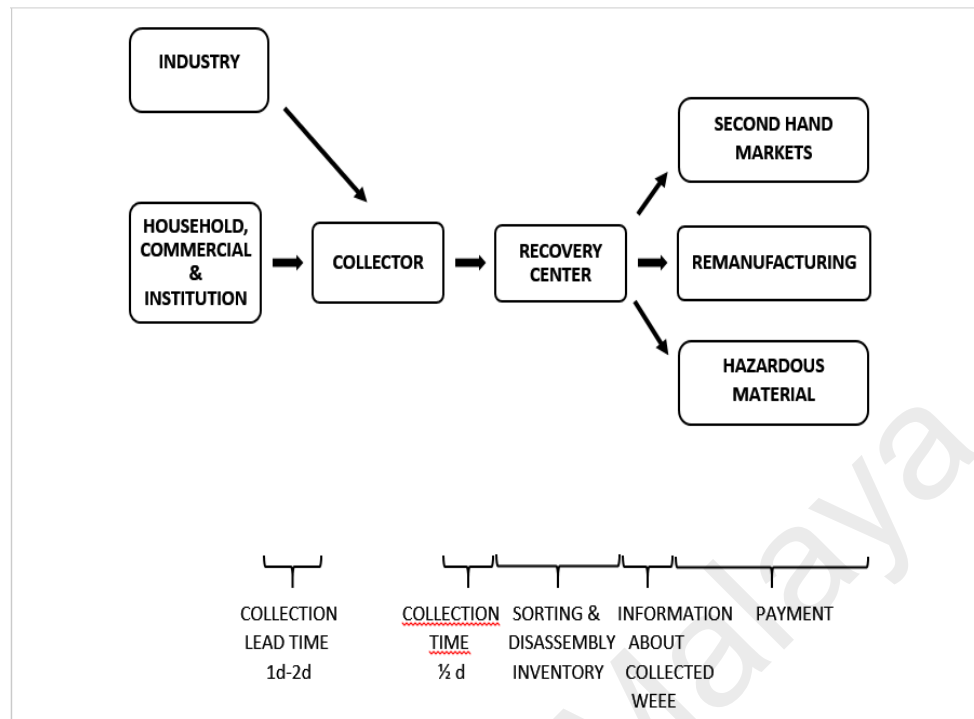 INDUSTRY
SECOND HAND
MARKETS
HOUSEHOLD,
COMMERCIAL
&
INSTITUTION
COLLECTOR
RECOVERY
CENTER
REMANUFACTURING
HAZARDOUS
MATERIAL
COLLECTION
LEAD TIME
1d-2d
COLLECTION
TIME
½ d
SORTING &
DISASSEMBLY
INVENTORY
INFORMATION
ABOUT
COLLECTED
WEEE
PAYMENT
Malaya